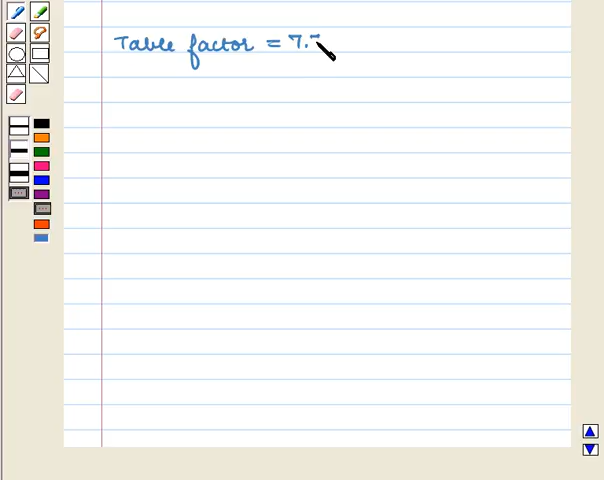 Table factor = 7.